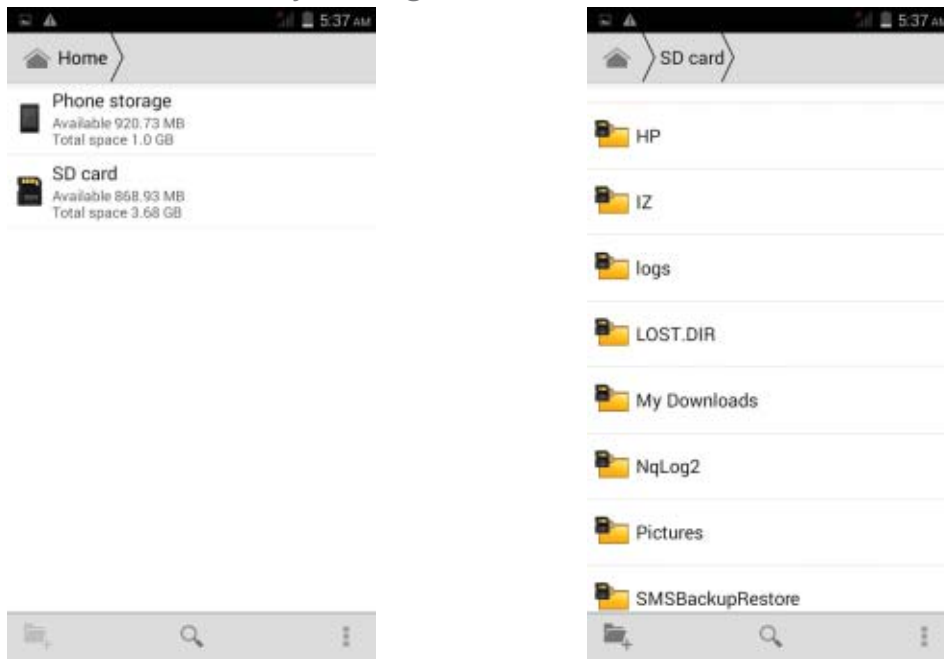 5:37 AM
Home
Phone storage
Available 920.73 MB
Total space 1.0 GB
SD card
Available 868.93 MB
Total space 3.68 GB
5:37 AM
SD card
HP
IZ
logs
LOST.DIR
My Downloads
NqLog2
Pictures
SMSBackupRestore